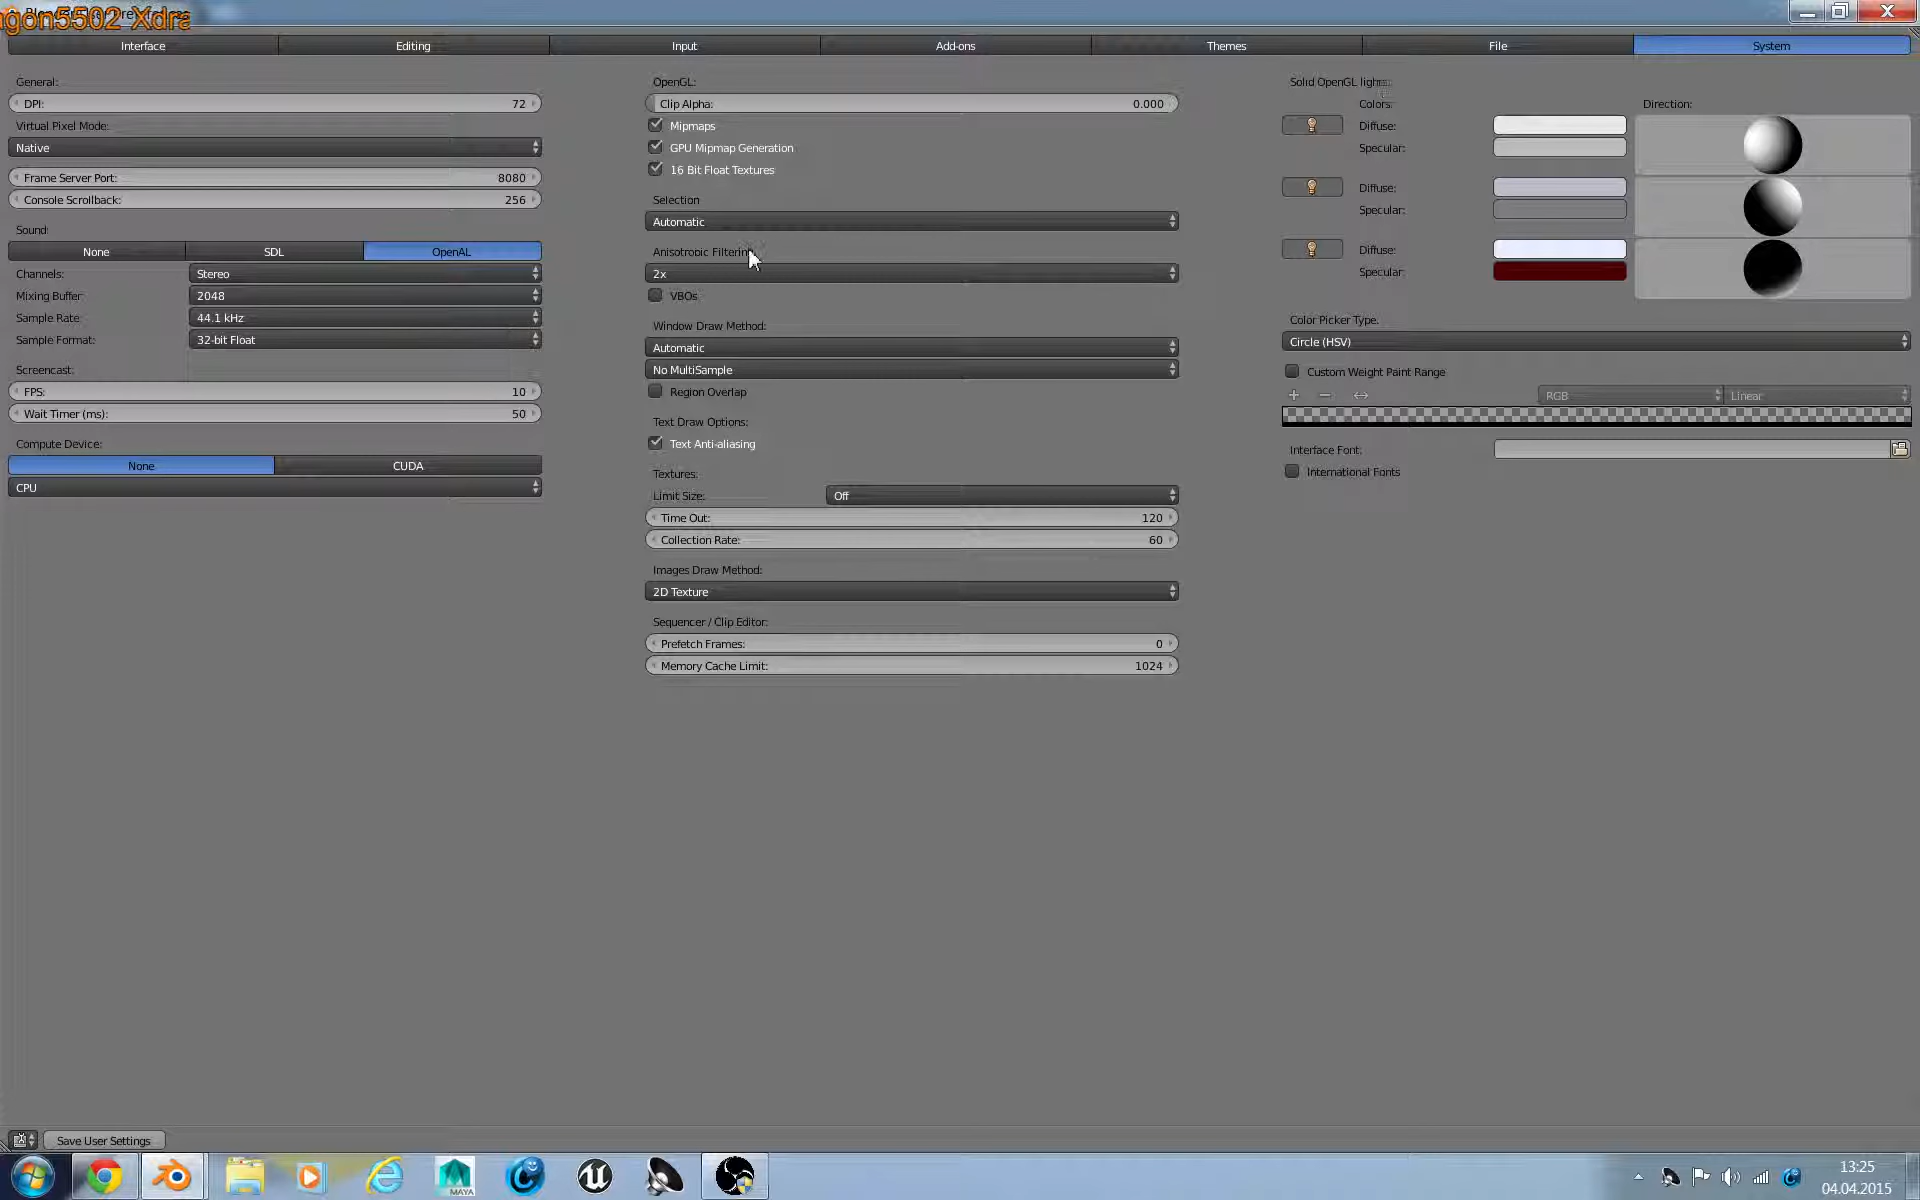 agon5502 Xdra
Interface
Editing
Input
Add-ons
Themes
File
System
General:
DPI: 72
Virtual Pixel Mode:
Native
Frame Server Port: 8080
Console Scrollback: 256
Sound:
None
SDL
OpenAL
Channels: Stereo
Mixing Buffer: 2048
Sample Rate: 44.1 kHz
Sample Format: 32-bit Float
Screencast:
FPS: 10
Wait Timer (ms): 50
Compute Device:
None
CUDA
CPU
OpenGL:
Clip Alpha: 0.000
Mipmaps
GPU Mipmap Generation
16 Bit Float Textures
Selection
Automatic
Anisotropic Filtering
2x
VBOs
Window Draw Method:
Automatic
No MultiSample
Region Overlap
Text Draw Options:
Text Anti-aliasing
Textures:
Limit Size: Off
Time Out: 120
Collection Rate: 60
Images Draw Method:
2D Texture
Sequencer / Clip Editor:
Prefetch Frames: 0
Memory Cache Limit: 1024
Solid OpenGL lights:
Colors: Direction:
Diffuse:
Specular:
Diffuse:
Specular:
Diffuse:
Specular:
Color Picker Type:
Circle (HSV)
Custom Weight Paint Range
RGB
Linear
Interface Font:
International Fonts
Save User Settings
MAYA
13:25
04.04.2015